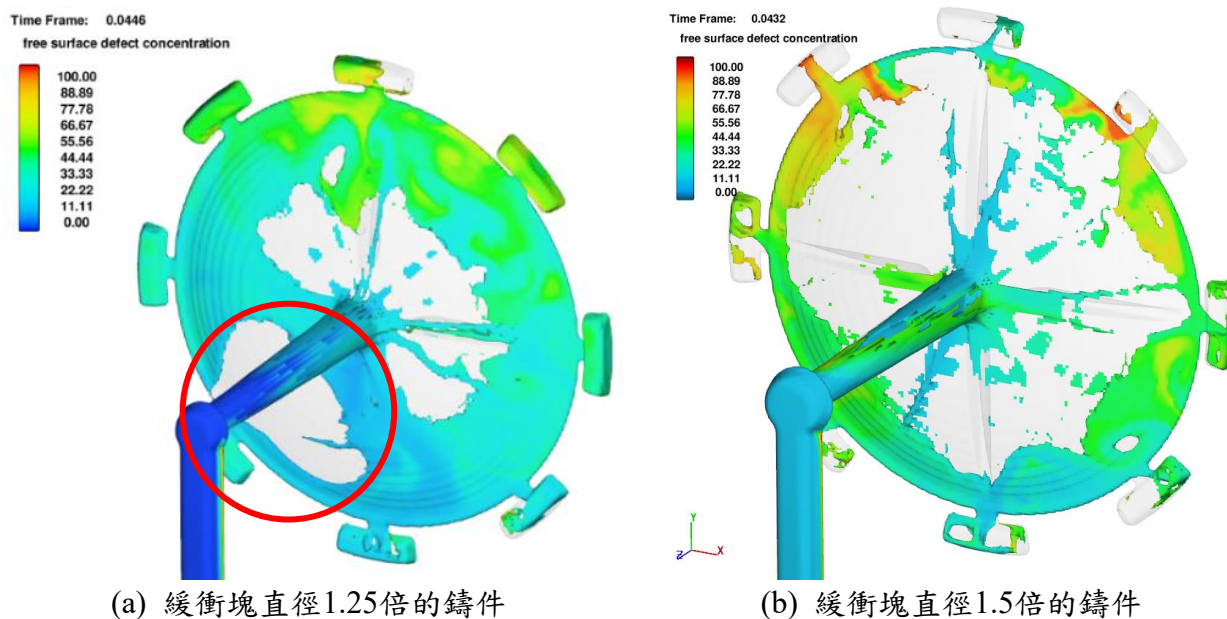 Time Frame: 0.0446
free surface defect concentration
100.00
88.89
77.78
66.67
55.56
44.44
33.33
22.22
11.11
0.00
(a) 緩衝塊直徑1.25倍的鑄件
Time Frame: 0.0432
free surface defect concentration
100.00
88.89
77.78
66.67
55.56
44.44
33.33
22.22
11.11
0.00
Y
Z
X
(b) 緩衝塊直徑1.5倍的鑄件